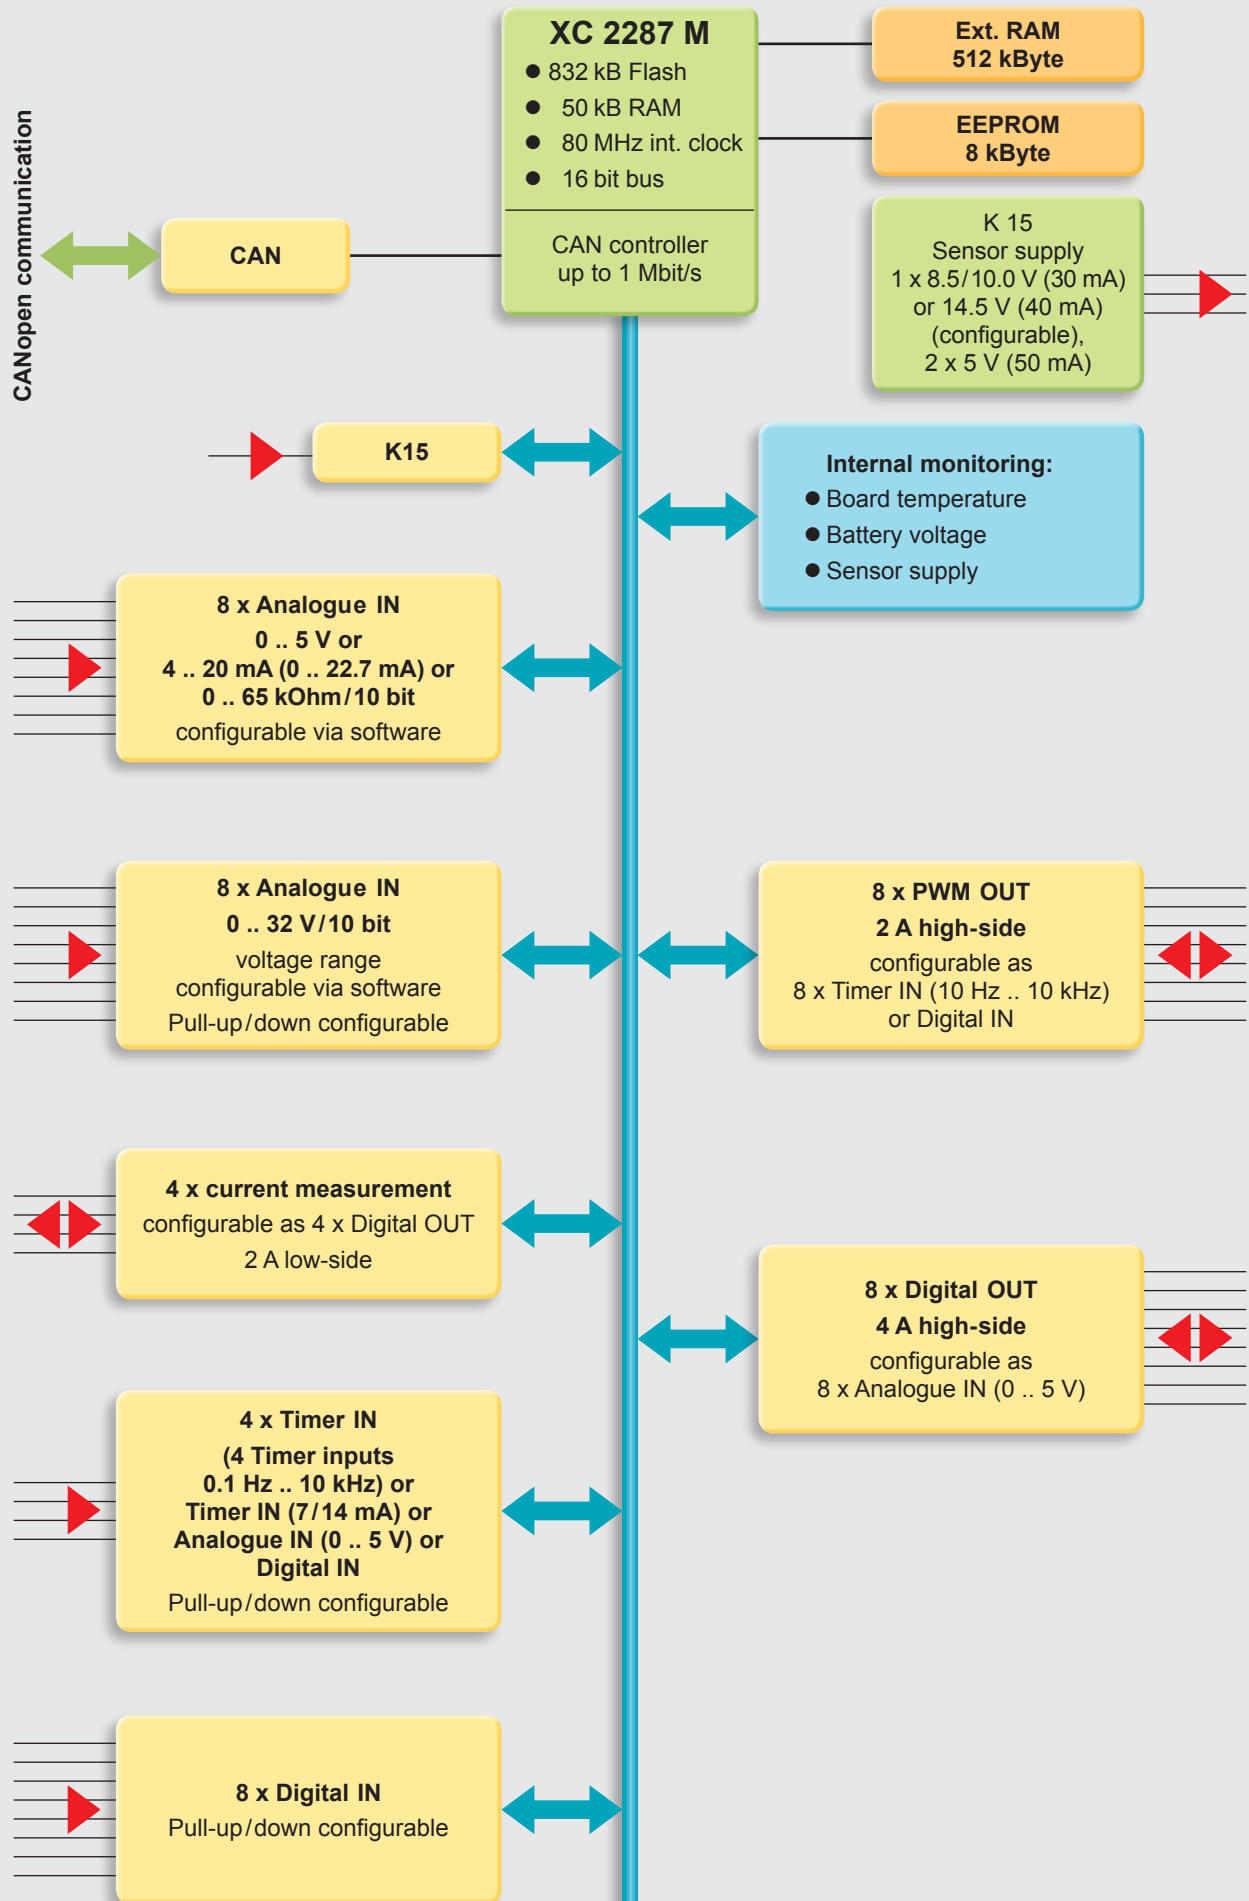 XC 2287 M
● 832 kB Flash
● 50 kB RAM
● 80 MHz int. clock
● 16 bit bus
CAN controller
up to 1 Mbit/s
Ext. RAM
512 kByte
EEPROM
8 kByte
CANopen communication
CAN
K 15
Sensor supply
1 x 8.5/10.0 V (30 mA)
or 14.5 V (40 mA)
(configurable),
2 x 5 V (50 mA)
K15
Internal monitoring:
● Board temperature
● Battery voltage
● Sensor supply
8 x Analogue IN
0 .. 5 V or
4 .. 20 mA (0 .. 22.7 mA) or
0 .. 65 kOhm/10 bit
configurable via software
8 x Analogue IN
0 .. 32 V/10 bit
voltage range
configurable via software
Pull-up/down configurable
8 x PWM OUT
2 A high-side
configurable as
8 x Timer IN (10 Hz .. 10 kHz)
or Digital IN
4 x current measurement
configurable as 4 x Digital OUT
2 A low-side
8 x Digital OUT
4 A high-side
configurable as
8 x Analogue IN (0 .. 5 V)
4 x Timer IN
(4 Timer inputs
0.1 Hz .. 10 kHz) or
Timer IN (7/14 mA) or
Analogue IN (0 .. 5 V) or
Digital IN
Pull-up/down configurable
8 x Digital IN
Pull-up/down configurable